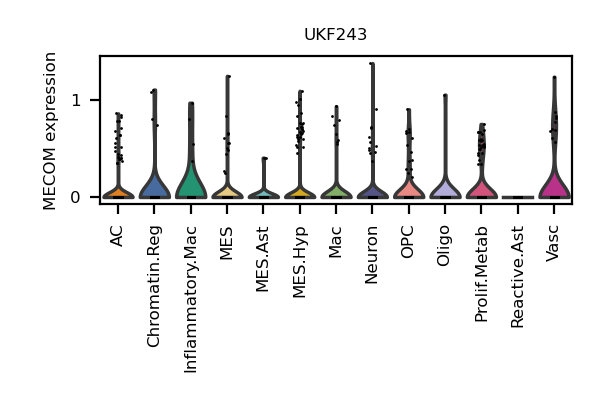 UKF243
MECOM expression
1
0
AC
Chromatin.Reg
Inflammatory.Mac
MES
MES.Ast
MES.Hyp
Mac
Neuron
OPC
Oligo
Prolif.Metab
Reactive.Ast
Vasc